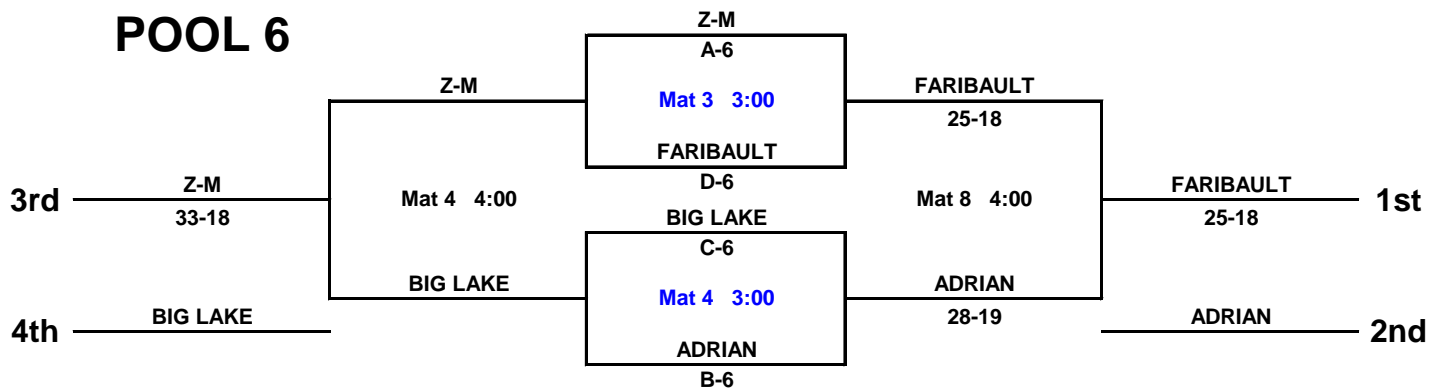 POOL 6
Z-M
A-6
Z-M
Mat 3 3:00
FARIBAULT
25-18
FARIBAULT
D-6
3rd
Z-M
33-18
Mat 4 4:00
Mat 8 4:00
FARIBAULT
25-18
1st
BIG LAKE
C-6
BIG LAKE
Mat 4 3:00
ADRIAN
28-19
4th
BIG LAKE
ADRIAN
2nd
ADRIAN
B-6